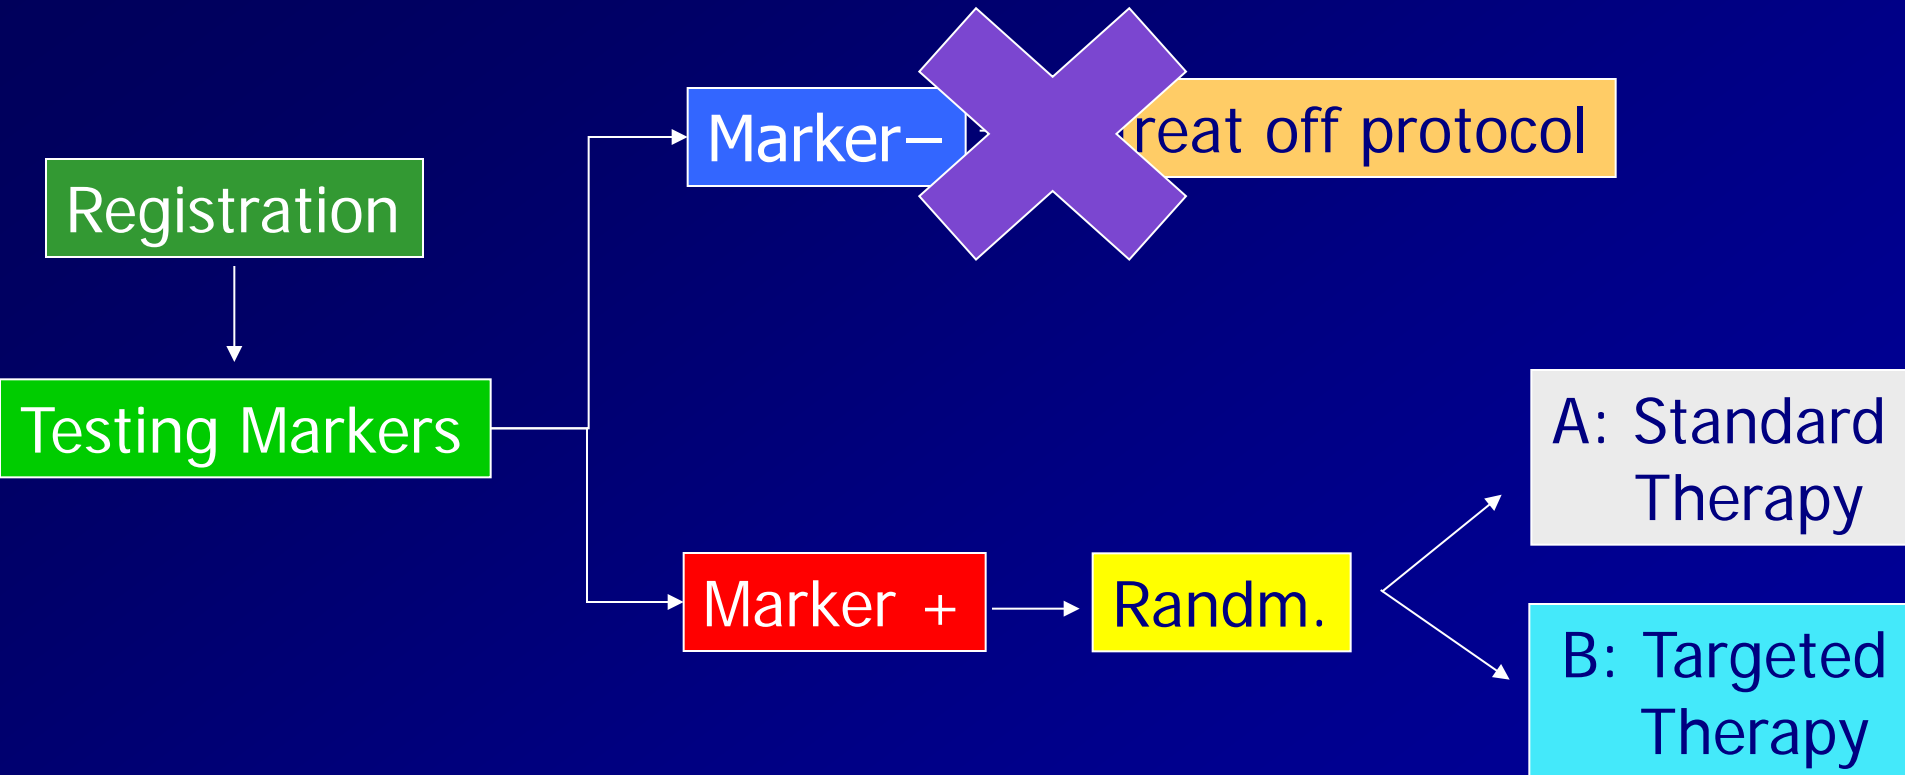 Registration
Testing Markers
Marker–
reat off protocol
Marker +
Randm.
A: Standard
Therapy
B: Targeted
Therapy